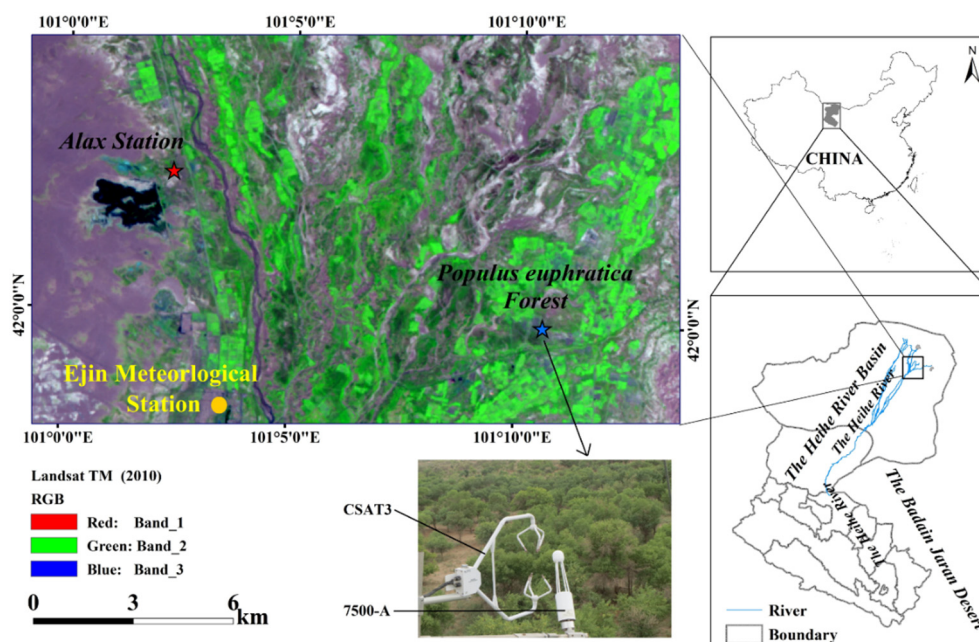 101°0'0"E
101°5'0"E
101°10'0"E
Alax Station
42°0'0"N
Populus euphratica
Forest
42°0'0"N
Ejin Meteorlogical
Station
101°0'0"E
101°5'0"E
101°10'0"E
Landsat TM (2010)
RGB
Red: Band_1
Green: Band_2
Blue: Band_3
0 3 6
km
CSAT3
7500-A
N
CHINA
The Heihe River Basin
The Heihe River
The Heihe River
The Badain Jaran Desert
River
Boundary